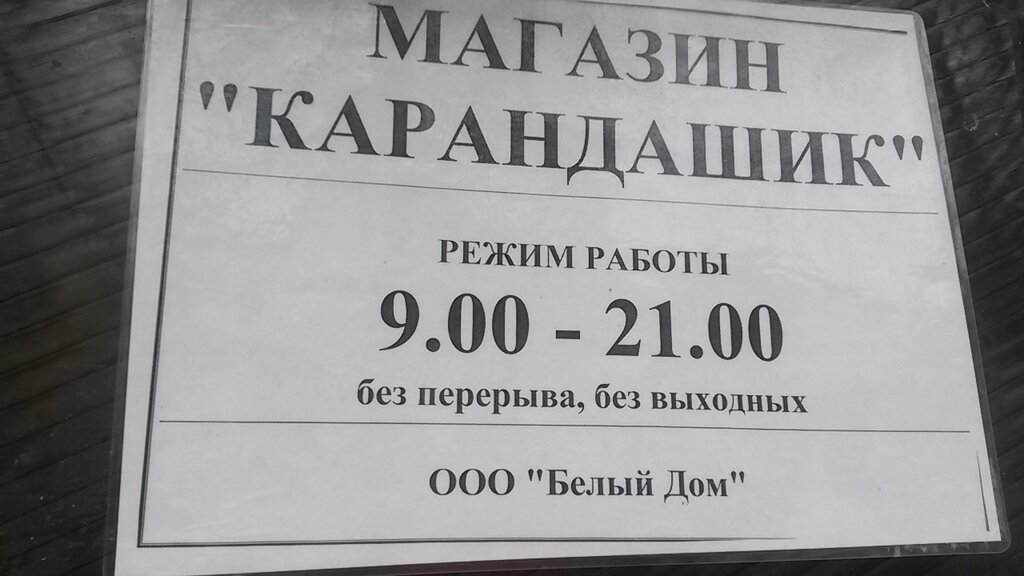 МАГАЗИН
"КАРАНДАШИК"
РЕЖИМ РАБОТЫ
9.00 - 21.00
без перерыва, без выходных
ООО "Белый Дом"